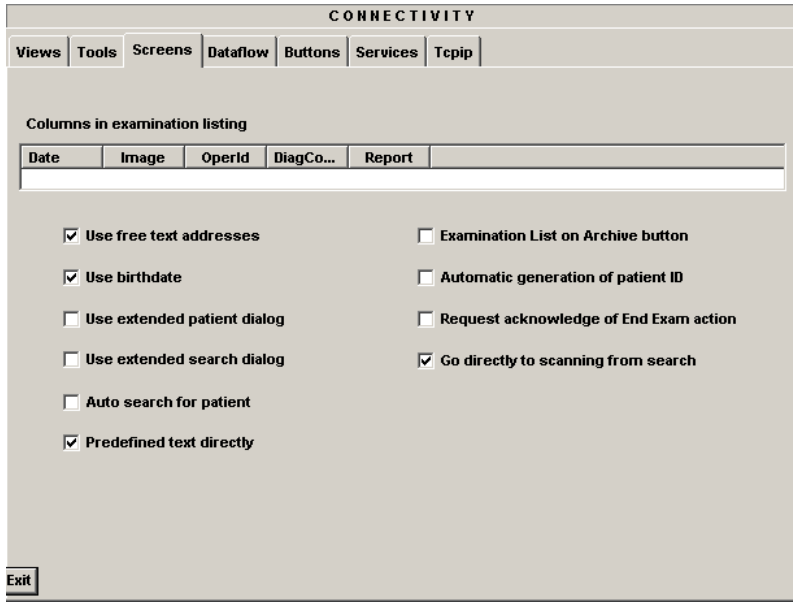 CONNECTIVITY
Views Tools Screens Dataflow Buttons Services Tcpip
Columns in examination listing
Date Image OperId DiagCo... Report
Use free text addresses
Use birthdate
Use extended patient dialog
Use extended search dialog
Auto search for patient
Predefined text directly
Examination List on Archive button
Automatic generation of patient ID
Request acknowledge of End Exam action
Go directly to scanning from search
Exit